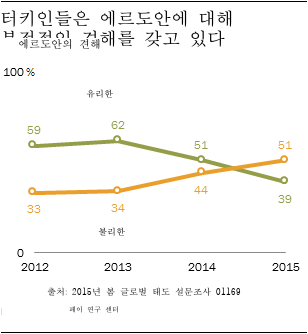 터키인들은 에르도안에 대해
부정적인 견해를 갖고 있다
에르도안의 견해
100%
유리한
59
62
51
51
33
34
44
39
불리한
0
2012 2013 2014 2015
출처: 2015년 봄 글로벌 태도 설문조사 01169
페이 연구 센터